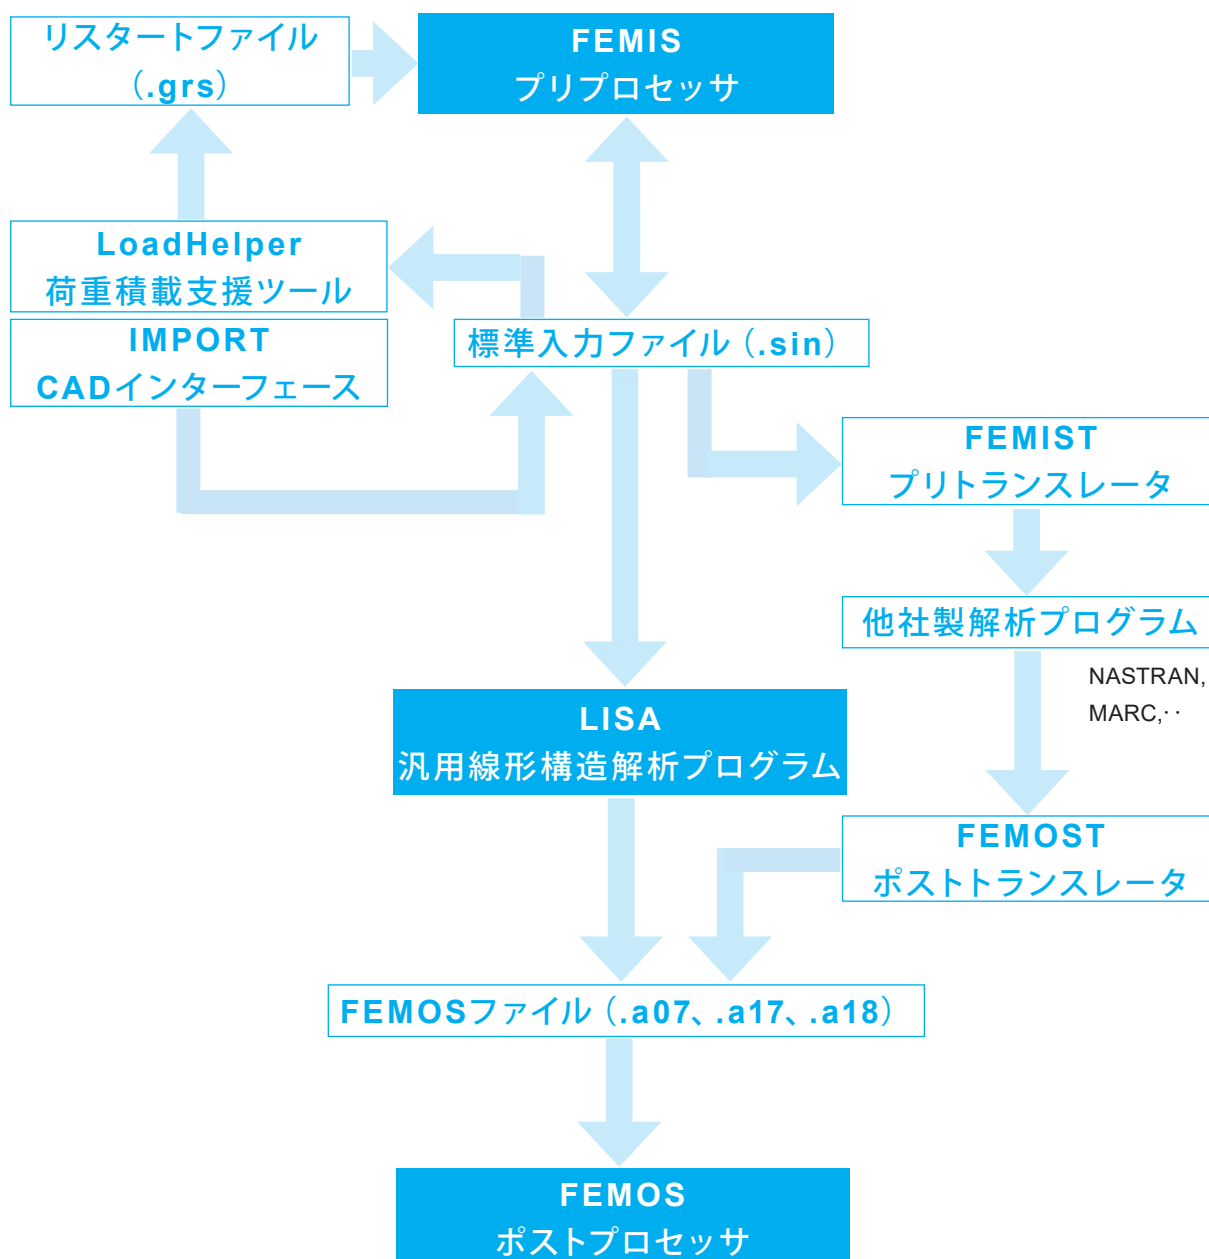 リスタートファイル
（.grs）
FEMIS
プリプロセッサ
LoadHelper
荷重積載支援ツール
IMPORT
CADインターフェース
標準入力ファイル（.sin）
FEMIST
プリトランスレータ
他社製解析プログラム
NASTRAN,
MARC,··
LISA
汎用線形構造解析プログラム
FEMOST
ポストトランスレータ
FEMOSファイル（.a07、.a17、.a18）
FEMOS
ポストプロセッサ